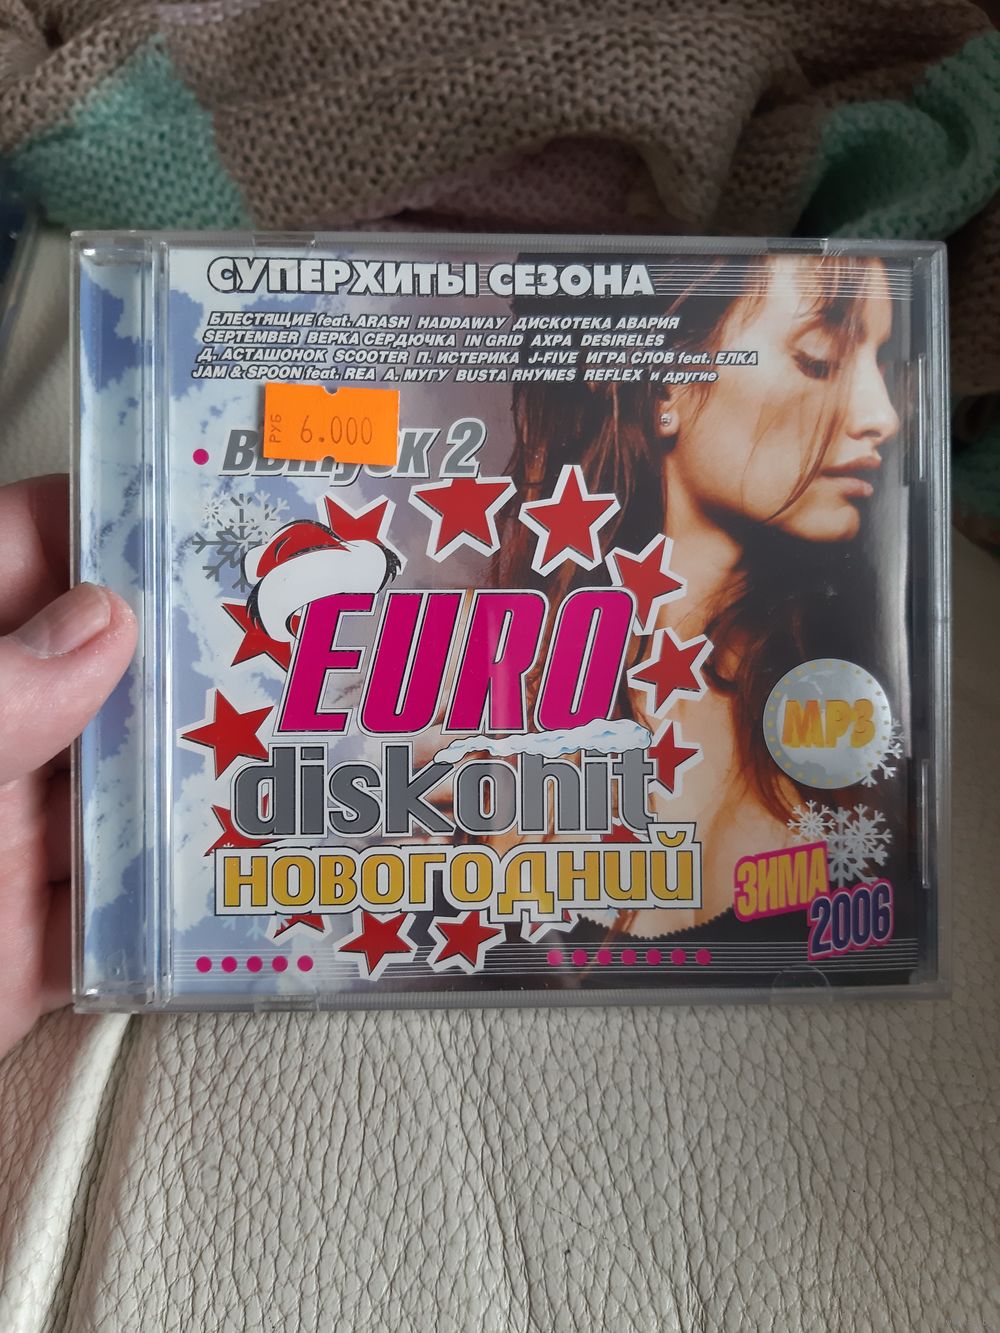 СУПЕРХИТЫ СЕЗОНА
БЛЕСТЯЩИЕ feat. ARASH HADDAWAY ДИСКОТЕКА АВАРИЯ
SEPTEMBER ВЕРКА СЕРДЮЧКА IN GRID АХРА DESIRELES
Д. АСТАШОНОК SCOOTER П. ИСТЕРИКА J-FIVE ИГРА СЛОВ feat. ЕЛКА
JAM & SPOON feat. REA А. МУГУ BUSTA RHYMES REFLEX и другие
РУБ 6.000
выпуск 2
EURO
diskohit
НОВОГОДНИЙ
MP3
ЗИМА
2006